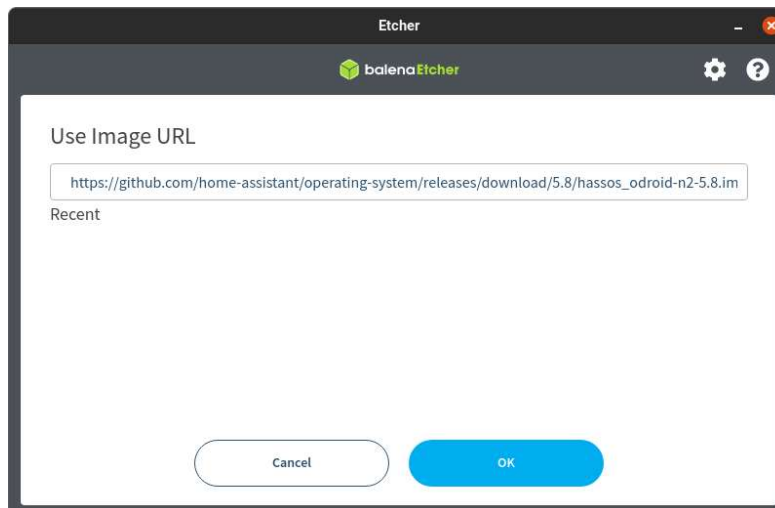 Etcher
balenaEtcher
Use Image URL
https://github.com/home-assistant/operating-system/releases/download/5.8/hassos_odroid-n2-5.8.im
Recent
Cancel
OK